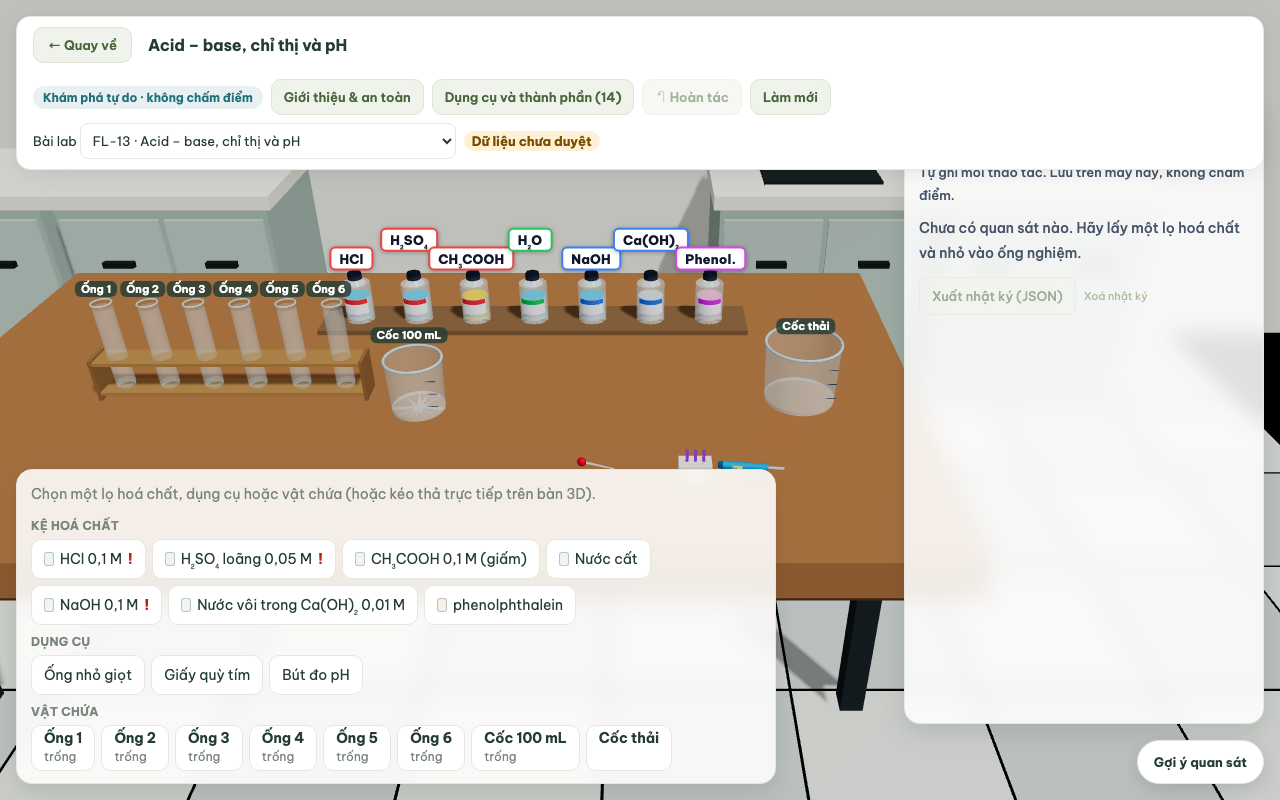 ← Quay về
Acid – base, chỉ thị và pH
Khám phá tự do · không chấm điểm
Giới thiệu & an toàn
Dụng cụ và thành phần (14)
Hoàn tác
Làm mới
Bài lab
FL-13 · Acid – base, chỉ thị và pH
Dữ liệu chưa duyệt
Tự ghi mỗi thao tác. Lưu trên máy này, không chấm
điểm.
Chưa có quan sát nào. Hãy lấy một lọ hoá chất
và nhỏ vào ống nghiệm.
Xuất nhật ký (JSON)
Xoá nhật ký
HCl
H₂SO₄
CH₃COOH
H₂O
NaOH
Ca(OH)₂
Phenol.
Ống 1
Ống 2
Ống 3
Ống 4
Ống 5
Ống 6
Cốc 100 mL
Cốc thải
Chọn một lọ hoá chất, dụng cụ hoặc vật chứa (hoặc kéo thả trực tiếp trên bàn 3D).
KỆ HOÁ CHẤT
HCl 0,1 M !
H₂SO₄ loãng 0,05 M !
CH₃COOH 0,1 M (giấm)
Nước cất
NaOH 0,1 M !
Nước vôi trong Ca(OH)₂ 0,01 M
phenolphthalein
DỤNG CỤ
Ống nhỏ giọt
Giấy quỳ tím
Bút đo pH
VẬT CHỨA
Ống 1
trống
Ống 2
trống
Ống 3
trống
Ống 4
trống
Ống 5
trống
Ống 6
trống
Cốc 100 mL
trống
Cốc thải
Gợi ý quan sát